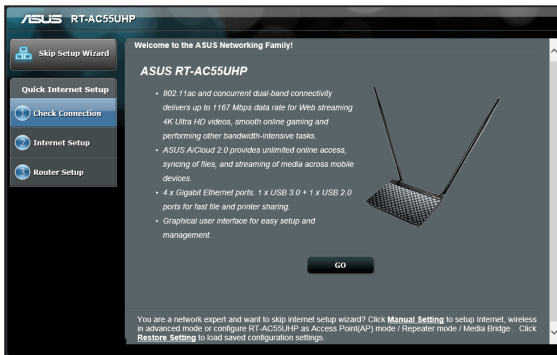 ASUS RT-AC55UHP
Skip Setup Wizard
Quick Internet Setup
1 Check Connection
2 Internet Setup
3 Router Setup
Welcome to the ASUS Networking Family!
ASUS RT-AC55UHP
• 802.11ac and concurrent dual-band connectivity
delivers up to 1167 Mbps data rate for Web streaming
4K Ultra HD videos, smooth online gaming and
performing other bandwidth-intensive tasks.
• ASUS AiCloud 2.0 provides unlimited online access,
syncing of files, and streaming of media across mobile
devices.
• 4 x Gigabit Ethernet ports. 1 x USB 3.0 + 1 x USB 2.0
ports for fast file and printer sharing.
• Graphical user interface for easy setup and
management.
GO
You are a network expert and want to skip internet setup wizard? Click Manual Setting to setup Internet, wireless
in advanced mode or configure RT-AC55UHP as Access Point(AP) mode / Repeater mode / Media Bridge . Click
Restore Setting to load saved configuration settings.